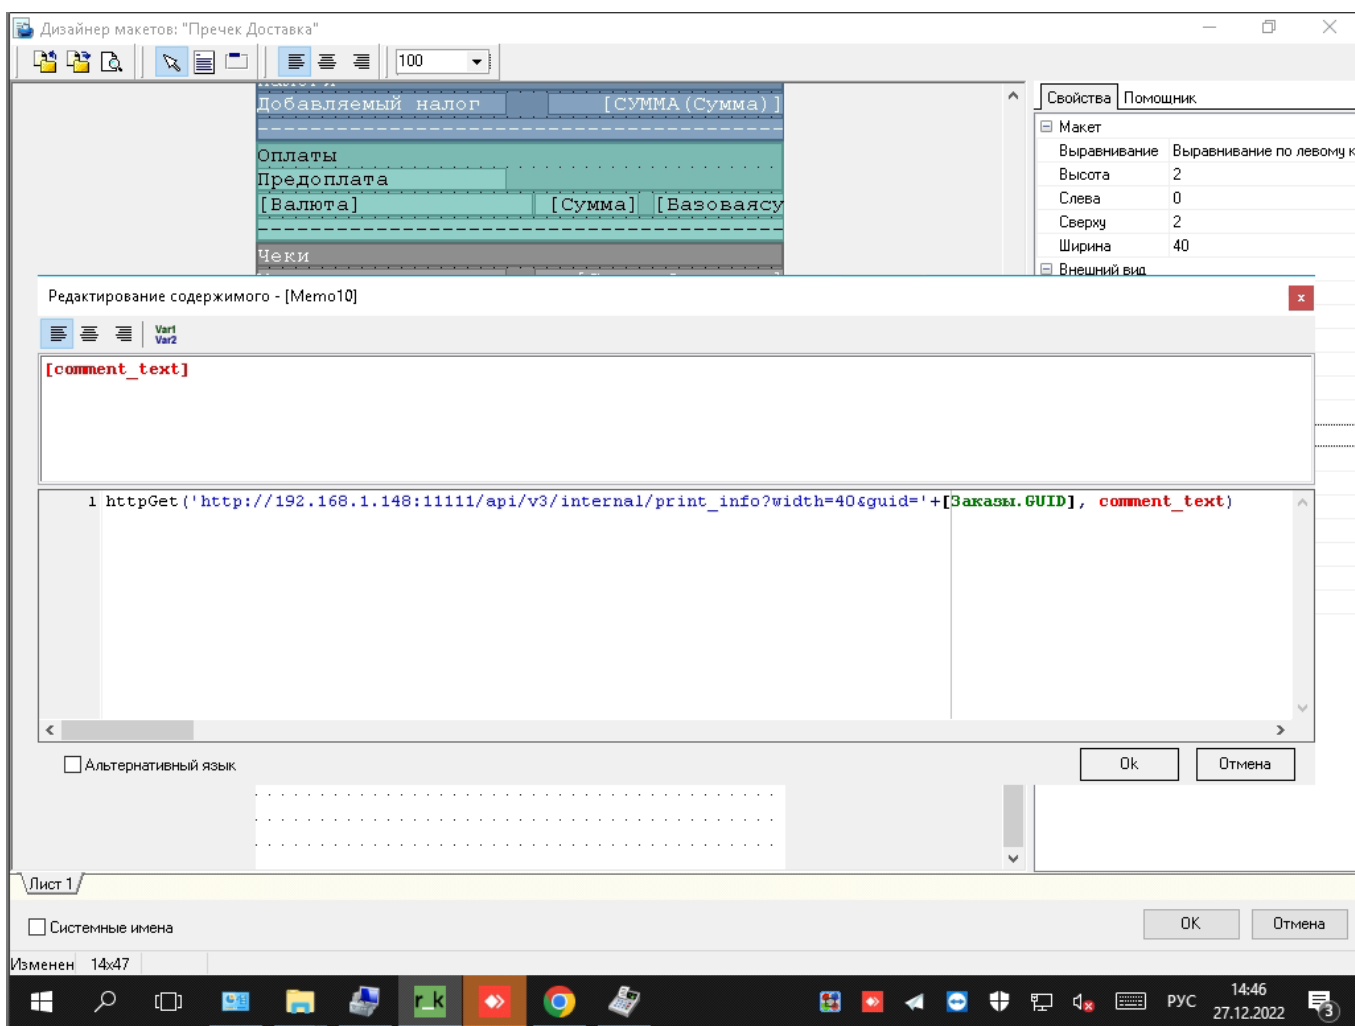 Дизайнер макетов: "Пречек Доставка"
100
Добавляемый налог [СУММА(Сумма)]
Оплаты
Предоплата
[Валюта] [Сумма] [Базоваясу
Чеки
Свойства Помощник
Макет
Выравнивание Выравнивание по левому к
Высота 2
Слева 0
Сверху 2
Ширина 40
Внешний вид
Редактирование содержимого - [Memo10]
x
Var1
Var2
[comment_text]
1 httpGet('http://192.168.1.148:11111/api/v3/internal/print_info?width=40&guid='+[Заказы.GUID], comment_text)
Альтернативный язык
Ok Отмена
Лист 1
Системные имена
OK Отмена
Изменен 14x47
r_k
РУС
14:46
27.12.2022
3